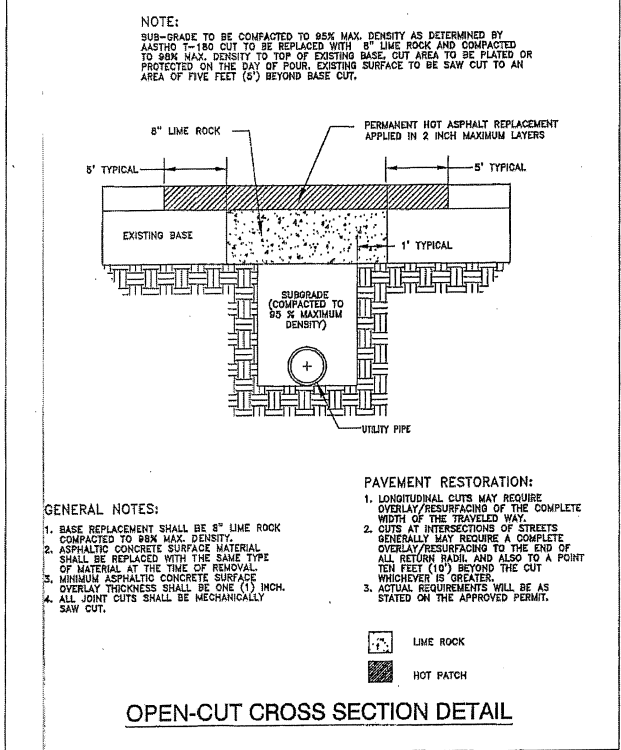 NOTE:
SUB-GRADE TO BE COMPACTED TO 95% MAX. DENSITY AS DETERMINED BY
AASTHO T-180 CUT TO BE REPLACED WITH 8" LIME ROCK AND COMPACTED
TO 98% MAX. DENSITY TO TOP OF EXISTING BASE, CUT AREA TO BE PLATED OR
PROTECTED ON THE DAY OF POUR. EXISTING SURFACE TO BE SAW CUT TO AN
AREA OF FIVE FEET (5') BEYOND BASE CUT.
8" LIME ROCK
PERMANENT HOT ASPHALT REPLACEMENT
APPLIED IN 2 INCH MAXIMUM LAYERS
5' TYPICAL
5' TYPICAL
EXISTING BASE
1' TYPICAL
SUBGRADE
(COMPACTED TO
95 % MAXIMUM
DENSITY)
UTILITY PIPE
GENERAL NOTES:
1. BASE REPLACEMENT SHALL BE 8" LIME ROCK
COMPACTED TO 98% MAX. DENSITY.
2. ASPHALTIC CONCRETE SURFACE MATERIAL
SHALL BE REPLACED WITH THE SAME TYPE
OF MATERIAL AT THE TIME OF REMOVAL.
3. MINIMUM ASPHALTIC CONCRETE SURFACE
OVERLAY THICKNESS SHALL BE ONE (1) INCH.
4. ALL JOINT CUTS SHALL BE MECHANICALLY
SAW CUT.
PAVEMENT RESTORATION:
1. LONGITUDINAL CUTS MAY REQUIRE
OVERLAY/RESURFACING OF THE COMPLETE
WIDTH OF THE TRAVELED WAY.
2. CUTS AT INTERSECTIONS OF STREETS
GENERALLY MAY REQUIRE A COMPLETE
OVERLAY/RESURFACING TO THE END OF
ALL RETURN RADII, AND ALSO TO A POINT
TEN FEET (10') BEYOND THE CUT
WHICHEVER IS GREATER.
3. ACTUAL REQUIREMENTS WILL BE AS
STATED ON THE APPROVED PERMIT.
LIME ROCK
HOT PATCH
OPEN-CUT CROSS SECTION DETAIL